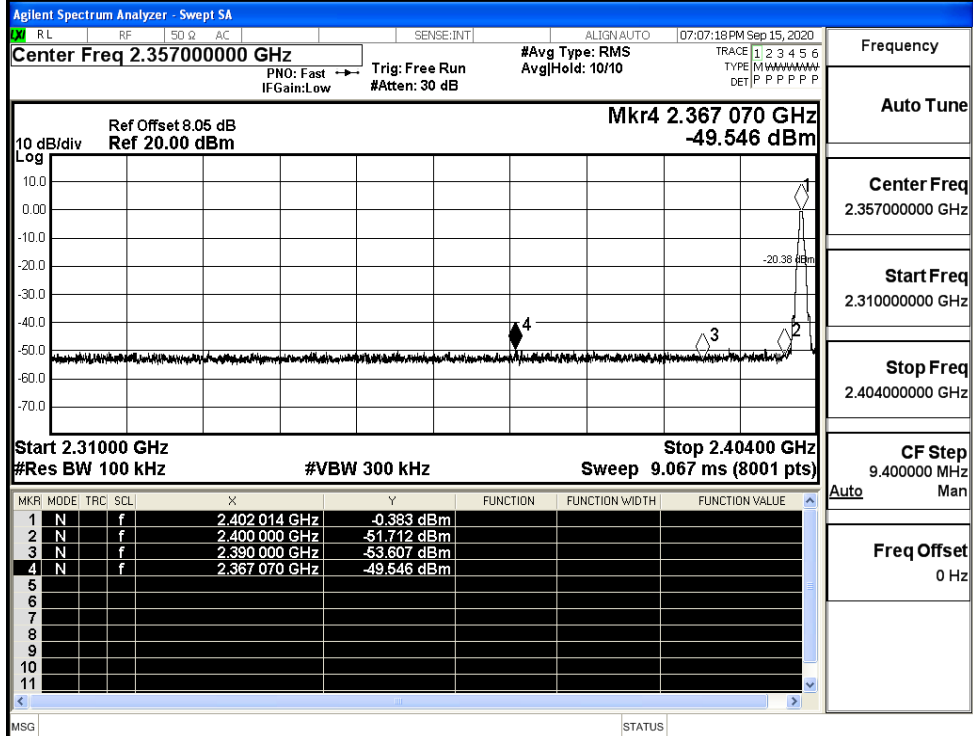 Agilent Spectrum Analyzer - Swept SA
LXI RL RF 50 Ω AC SENSE:INT ALIGN AUTO 07:07:18 PM Sep 15, 2020
Center Freq 2.357000000 GHz
PNO: Fast
IFGain:Low
Trig: Free Run
#Atten: 30 dB
#Avg Type: RMS
Avg|Hold: 10/10
TRACE 1 2 3 4 5 6
TYPE M W W W W W
DET P P P P P P
Ref Offset 8.05 dB
10 dB/div Ref 20.00 dBm
Log
Mkr4 2.367 070 GHz
-49.546 dBm
10.0
0.00
-10.0
-20.0
-30.0
-40.0
-50.0
-60.0
-70.0
1
-20.38 dBm
4
3
2
Start 2.31000 GHz Stop 2.40400 GHz
#Res BW 100 kHz #VBW 300 kHz Sweep 9.067 ms (8001 pts)
MKR MODE TRC SCL X Y FUNCTION FUNCTION WIDTH FUNCTION VALUE
1 N f 2.402 014 GHz -0.383 dBm
2 N f 2.400 000 GHz -51.712 dBm
3 N f 2.390 000 GHz -53.607 dBm
4 N f 2.367 070 GHz -49.546 dBm
5
6
7
8
9
10
11
MSG STATUS
Frequency
Auto Tune
Center Freq
2.357000000 GHz
Start Freq
2.310000000 GHz
Stop Freq
2.404000000 GHz
CF Step
9.400000 MHz
Auto Man
Freq Offset
0 Hz